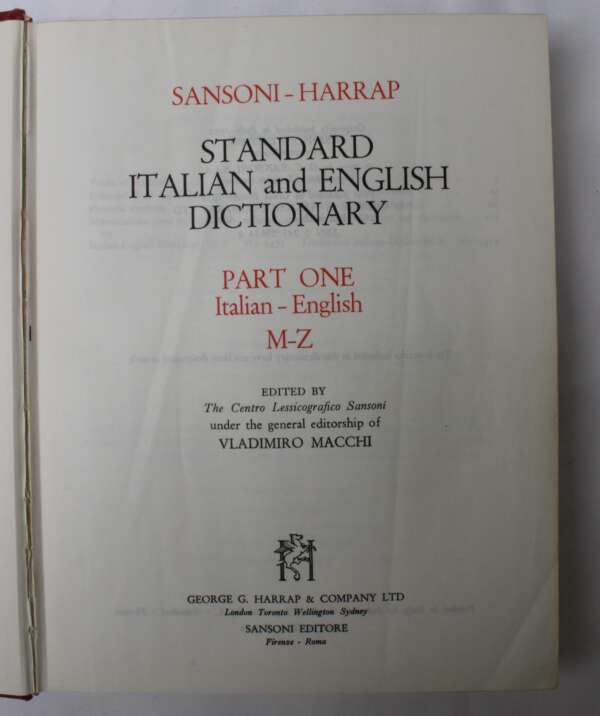 SANSONI - HARRAP
STANDARD
ITALIAN and ENGLISH
DICTIONARY
PART ONE
Italian - English
M-Z
EDITED BY
The Centro Lessicografico Sansoni
under the general editorship of
VLADIMIRO MACCHI
GEORGE G. HARRAP & COMPANY LTD
London Toronto Wellington Sydney
SANSONI EDITORE
Firenze - Roma